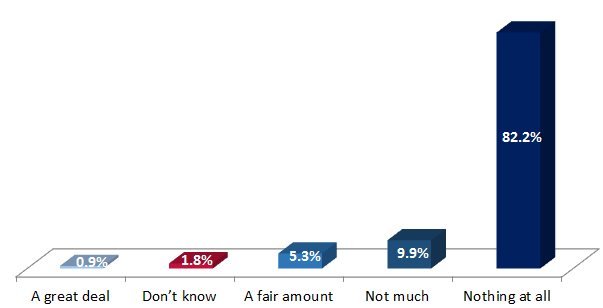 82.2%
0.9%
1.8%
5.3%
9.9%
A great deal
Don’t know
A fair amount
Not much
Nothing at all